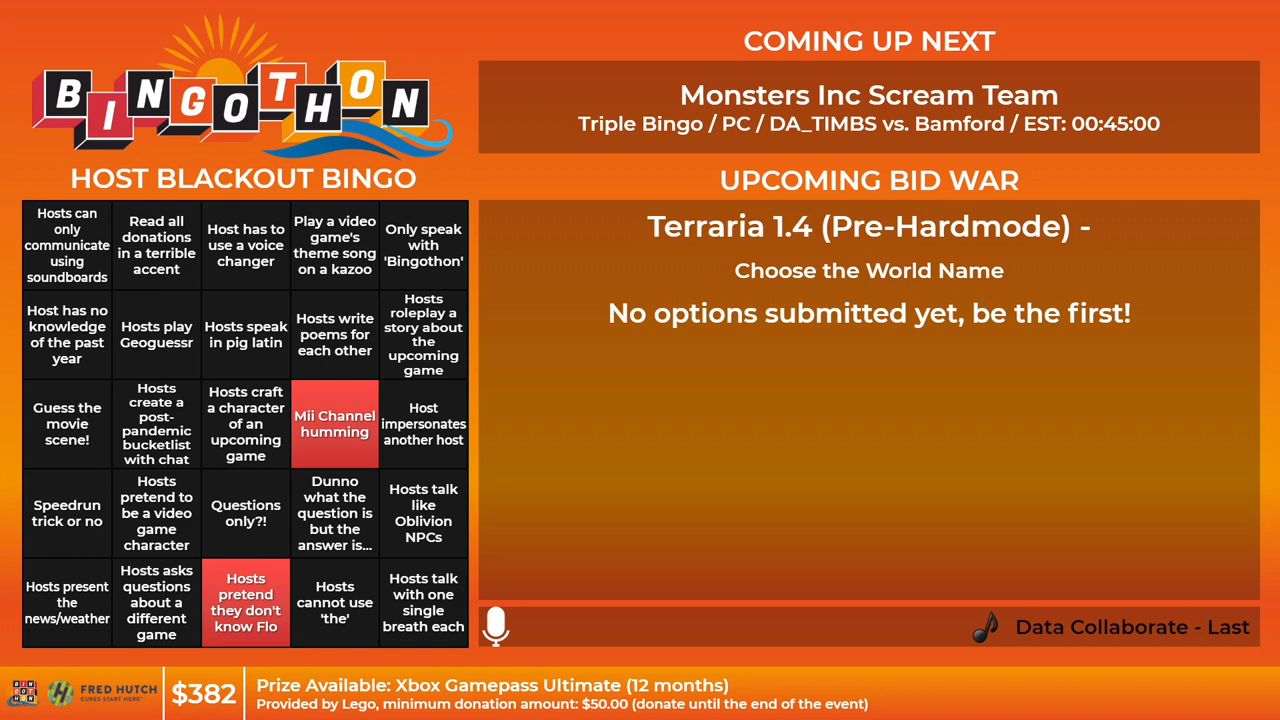 BINGOTHON
HOST BLACKOUT BINGO
Hosts can
only
communicate
using
soundboards
Read all
donations
in a terrible
accent
Host has to
use a voice
changer
Play a video
game's
theme song
on a kazoo
Only speak
with
'Bingothon'
Host has no
knowledge
of the past
year
Hosts play
Geoguessr
Hosts speak
in pig latin
Hosts write
poems for
each other
Hosts
roleplay a
story about
the
upcoming
game
Guess the
movie
scene!
Hosts
create a
post-
pandemic
bucketlist
with chat
Hosts craft
a character
of an
upcoming
game
Mii Channel
humming
Host
impersonates
another host
Speedrun
trick or no
Hosts
pretend to
be a video
game
character
Questions
only?!
Dunno
what the
question is
but the
answer is...
Hosts talk
like
Oblivion
NPCs
Hosts present
the
news/weather
Hosts asks
questions
about a
different
game
Hosts
pretend
they don't
know Flo
Hosts
cannot use
'the'
Hosts talk
with one
single
breath each
COMING UP NEXT
Monsters Inc Scream Team
Triple Bingo / PC / DA_TIMBS vs. Bamford / EST: 00:45:00
UPCOMING BID WAR
Terraria 1.4 (Pre-Hardmode) -
Choose the World Name
No options submitted yet, be the first!
Data Collaborate - Last
BINGOTHON
FRED HUTCH
CURES START HERE™
$382
Prize Available: Xbox Gamepass Ultimate (12 months)
Provided by Lego, minimum donation amount: $50.00 (donate until the end of the event)